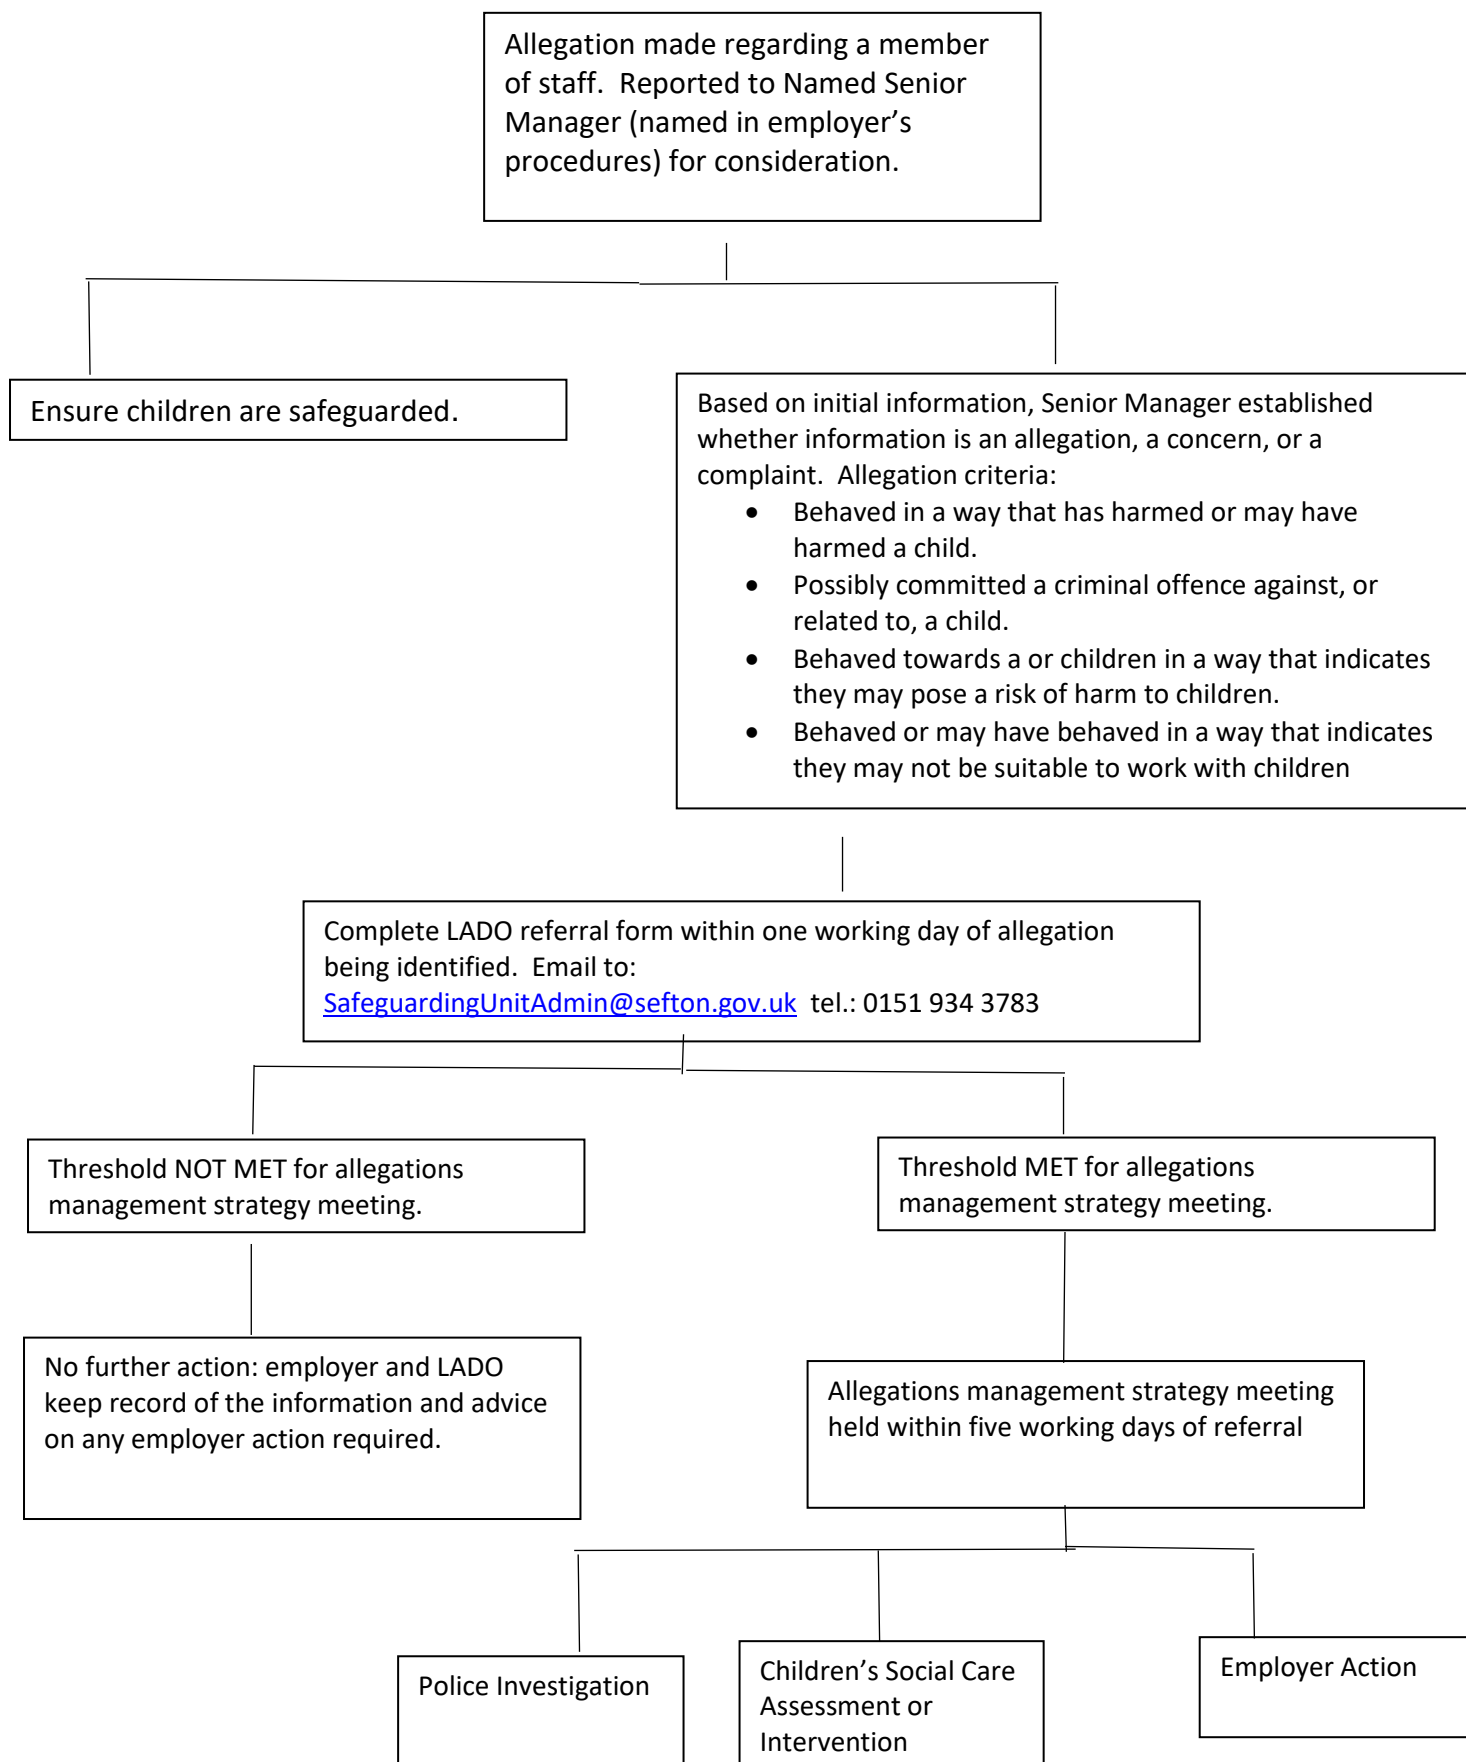 Allegation made regarding a member
of staff.  Reported to Named Senior
Manager (named in employer’s
procedures) for consideration.
Ensure children are safeguarded.
Based on initial information, Senior Manager established
whether information is an allegation, a concern, or a
complaint.  Allegation criteria:
• Behaved in a way that has harmed or may have
harmed a child.
• Possibly committed a criminal offence against, or
related to, a child.
• Behaved towards a or children in a way that indicates
they may pose a risk of harm to children.
• Behaved or may have behaved in a way that indicates
they may not be suitable to work with children
Complete LADO referral form within one working day of allegation
being identified.  Email to:
SafeguardingUnitAdmin@sefton.gov.uk  tel.: 0151 934 3783
Threshold NOT MET for allegations
management strategy meeting.
Threshold MET for allegations
management strategy meeting.
No further action: employer and LADO
keep record of the information and advice
on any employer action required.
Allegations management strategy meeting
held within five working days of referral
Police Investigation
Children’s Social Care
Assessment or
Intervention
Employer Action